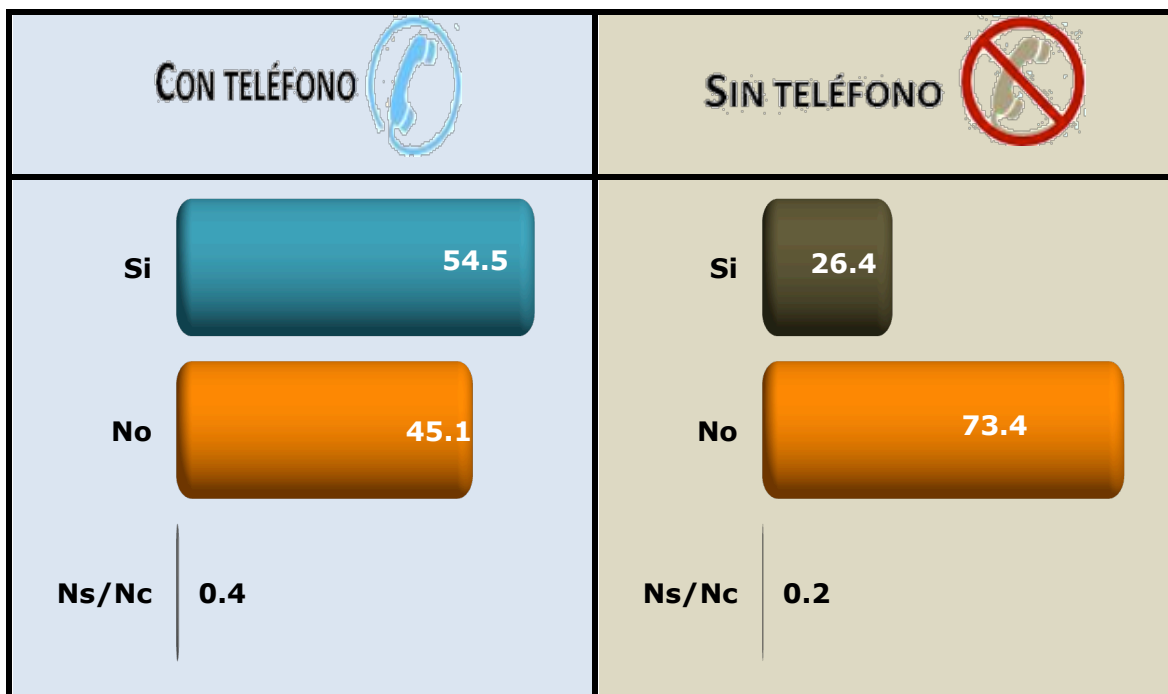 CON TELÉFONO
SIN TELÉFONO
Si 54.5
No 45.1
Ns/Nc 0.4
Si 26.4
No 73.4
Ns/Nc 0.2